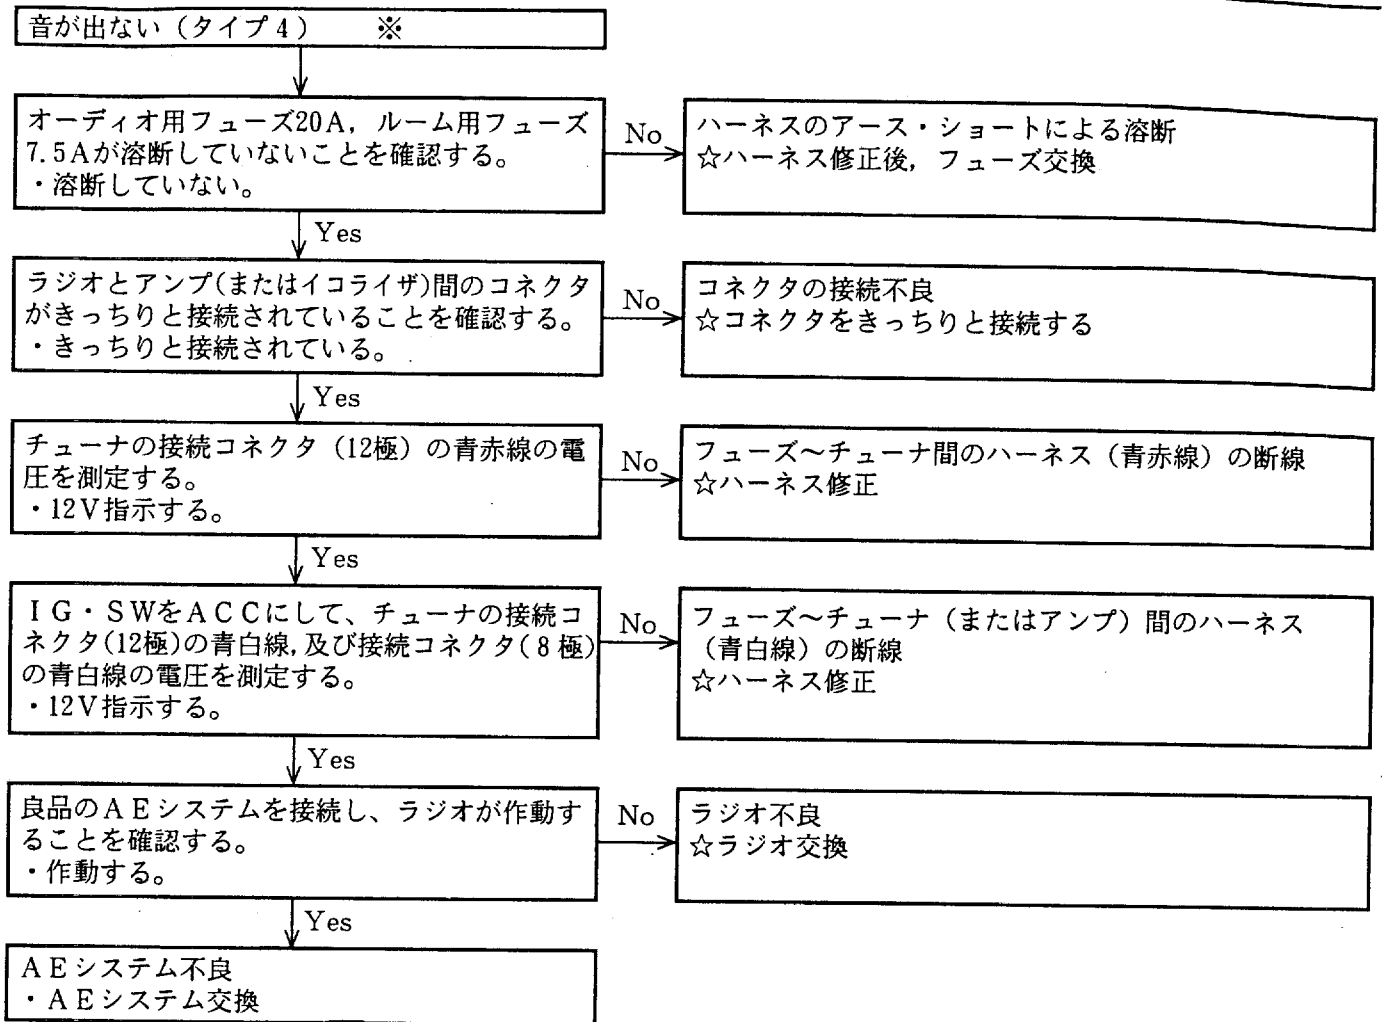 音が出ない（タイプ4） ※
オーディオ用フューズ20A，ルーム用フューズ
7.5Aが溶断していないことを確認する。
・溶断していない。
No
ハーネスのアース・ショートによる溶断
☆ハーネス修正後，フューズ交換
Yes
ラジオとアンプ(またはイコライザ)間のコネクタ
がきっちりと接続されていることを確認する。
・きっちりと接続されている。
No
コネクタの接続不良
☆コネクタをきっちりと接続する
Yes
チューナの接続コネクタ（12極）の青赤線の電
圧を測定する。
・12V指示する。
No
フューズ～チューナ間のハーネス（青赤線）の断線
☆ハーネス修正
Yes
IG・SWをACCにして、チューナの接続コ
ネクタ(12極)の青白線，及び接続コネクタ(8極)
の青白線の電圧を測定する。
・12V指示する。
No
フューズ～チューナ（またはアンプ）間のハーネス
（青白線）の断線
☆ハーネス修正
Yes
良品のAEシステムを接続し、ラジオが作動す
ることを確認する。
・作動する。
No
ラジオ不良
☆ラジオ交換
Yes
AEシステム不良
・AEシステム交換